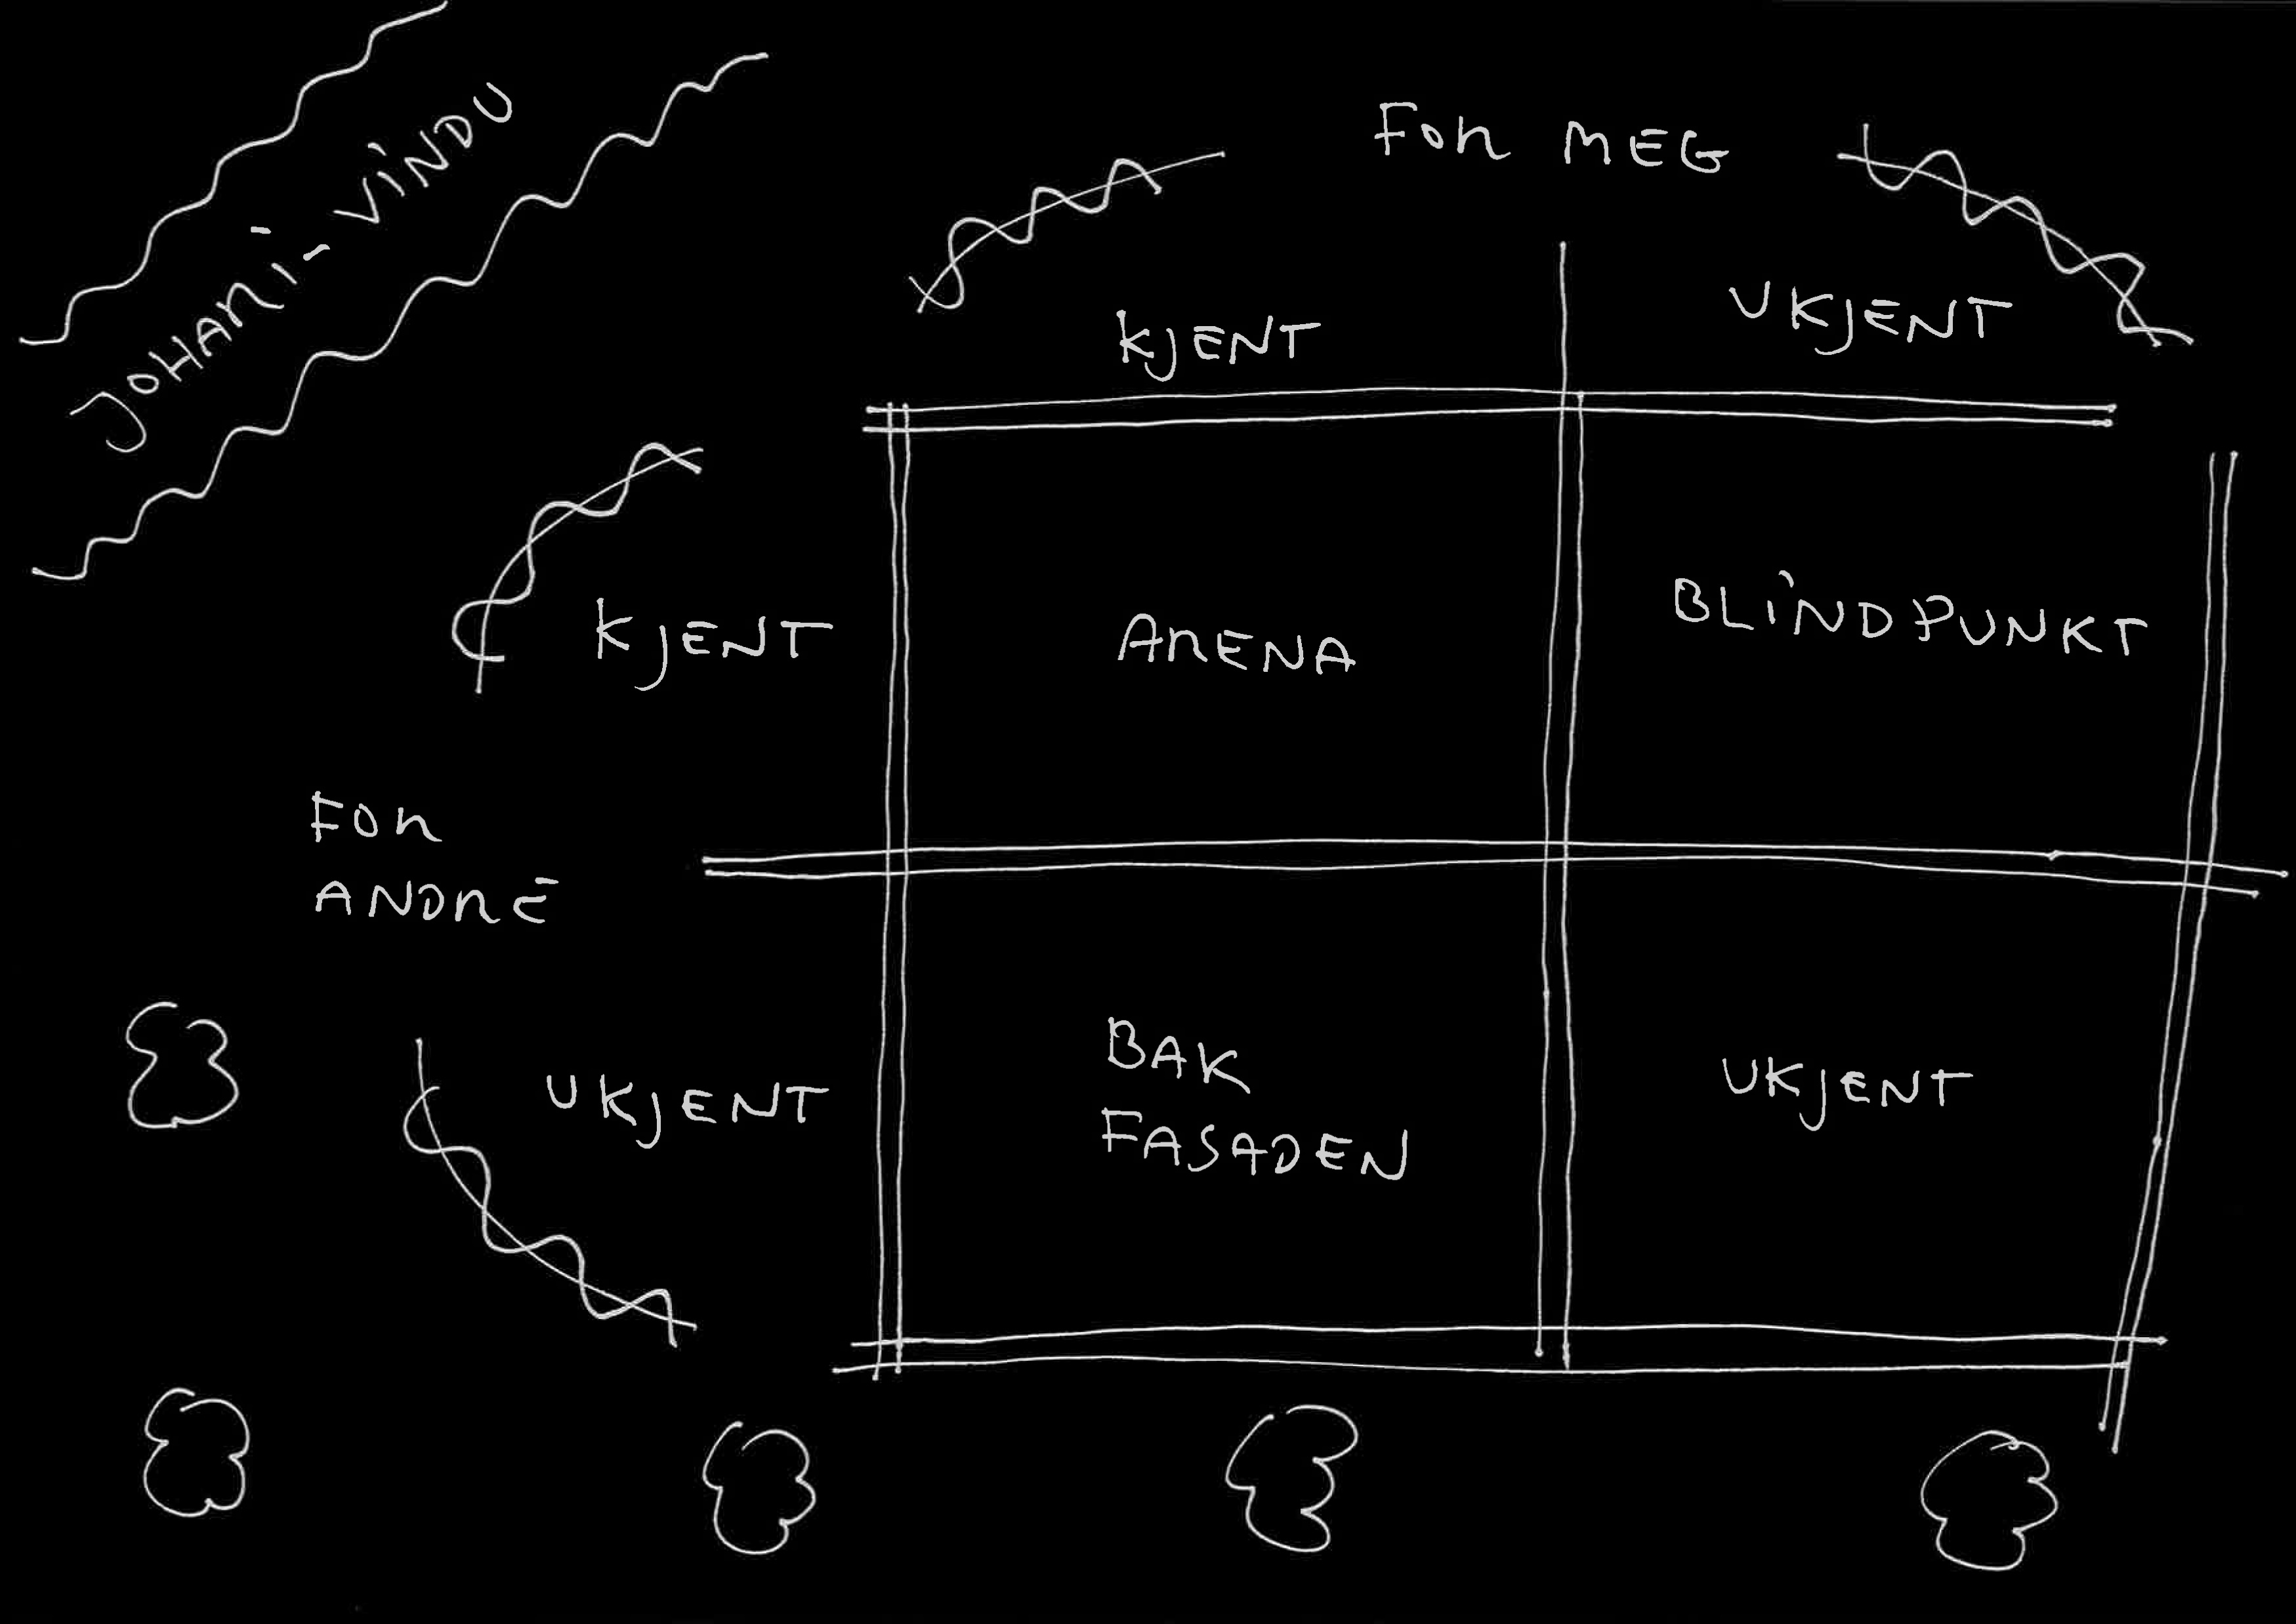 JOHARI-VINDU
FOR MEG
KJENT
UKJENT
KJENT
ARENA
BLINDPUNKT
FOR
ANDRE
UKJENT
BAK
FASADEN
UKJENT